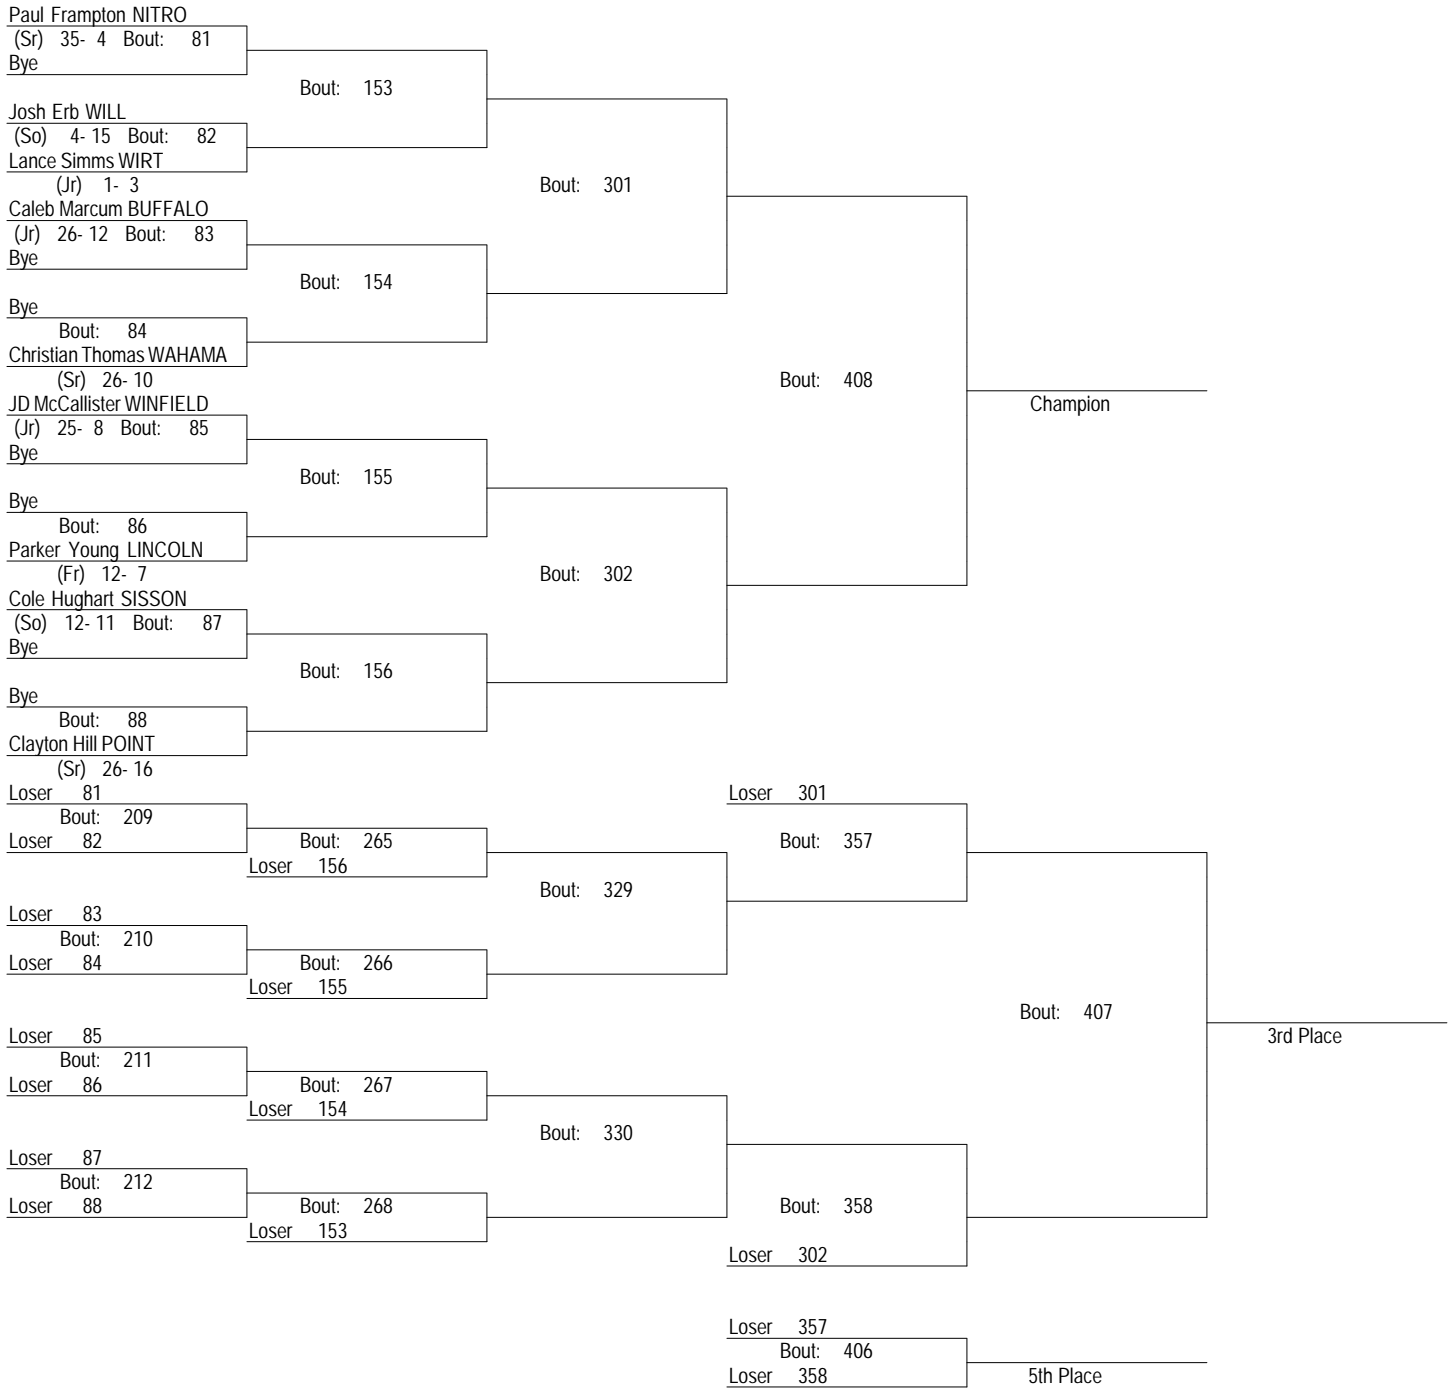 Paul Frampton NITRO
(Sr) 35- 4 Bout: 81
Bye
Bout: 153
Josh Erb WILL
(So) 4- 15 Bout: 82
Lance Simms WIRT
(Jr) 1- 3
Bout: 301
Caleb Marcum BUFFALO
(Jr) 26- 12 Bout: 83
Bye
Bout: 154
Bye
Bout: 84
Christian Thomas WAHAMA
(Sr) 26- 10
Bout: 408
Champion
JD McCallister WINFIELD
(Jr) 25- 8 Bout: 85
Bye
Bout: 155
Bye
Bout: 86
Parker Young LINCOLN
(Fr) 12- 7
Bout: 302
Cole Hughart SISSON
(So) 12- 11 Bout: 87
Bye
Bout: 156
Bye
Bout: 88
Clayton Hill POINT
(Sr) 26- 16
Loser 81
Bout: 209
Loser 82
Bout: 265
Loser 156
Loser 301
Bout: 357
Bout: 329
Loser 83
Bout: 210
Loser 84
Bout: 266
Loser 155
Bout: 407
3rd Place
Loser 85
Bout: 211
Loser 86
Bout: 267
Loser 154
Bout: 330
Loser 87
Bout: 212
Loser 88
Bout: 268
Loser 153
Bout: 358
Loser 302
Loser 357
Bout: 406
Loser 358
5th Place